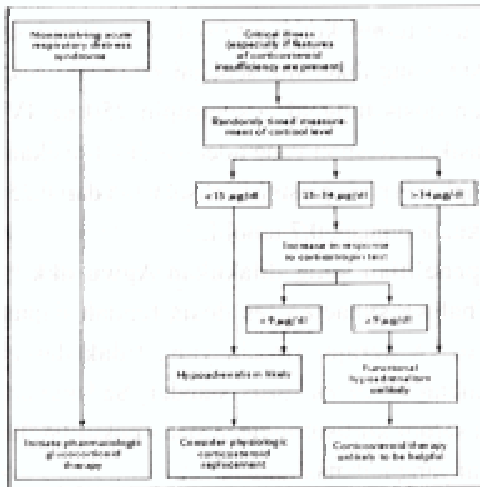 Nonresolving acute
respiratory distress
syndrome
Critical illness
(especially if features
of corticosteroid
insufficiency are present)
Randomly timed measure-
ment of cortisol level
<15 µg/dl
15-34 µg/dl
>34 µg/dl
Increase in response
to corticotropin test
<9 µg/dl
>9 µg/dl
Hypoadrenalism likely
Functional
hypoadrenalism
unlikely
Initiate pharmacologic
glucocorticoid
therapy
Consider physiologic
corticosteroid
replacement
Corticosteroid therapy
unlikely to be helpful